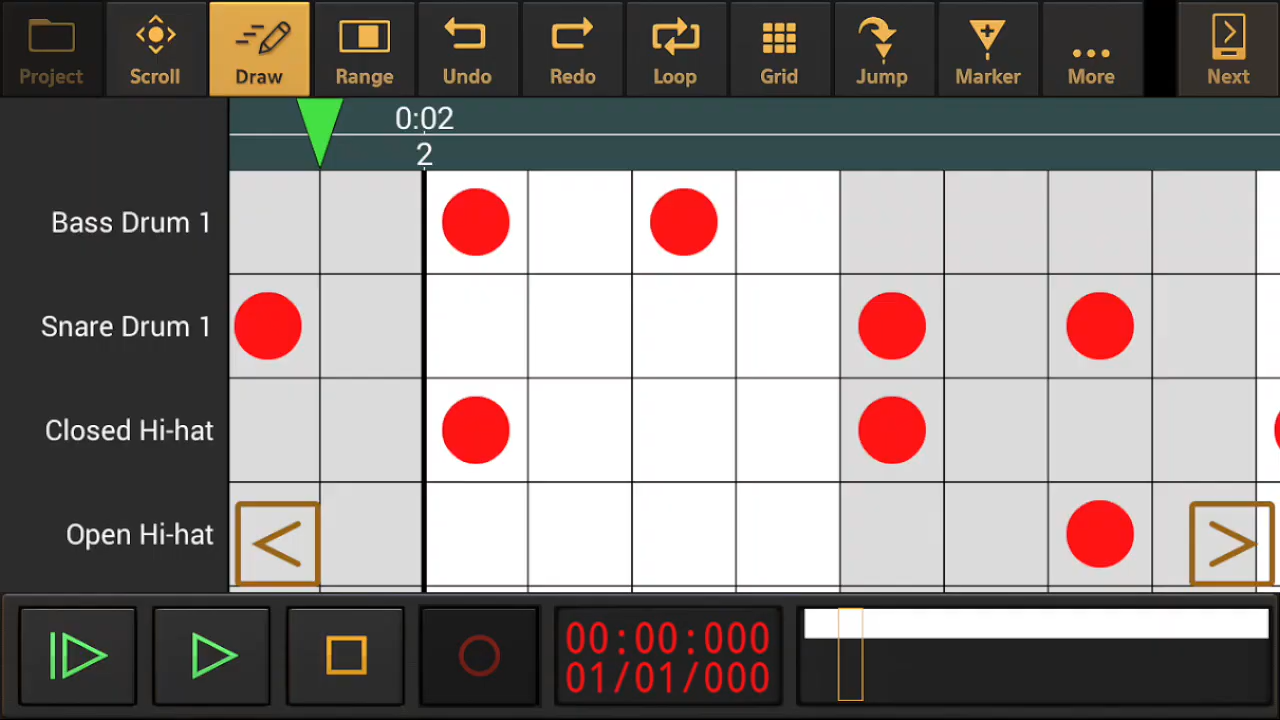 Project Scroll Draw Range Undo Redo Loop Grid Jump Marker More Next
0:02
2
Bass Drum 1
Snare Drum 1
Closed Hi-hat
Open Hi-hat
00:00:000
01/01/000